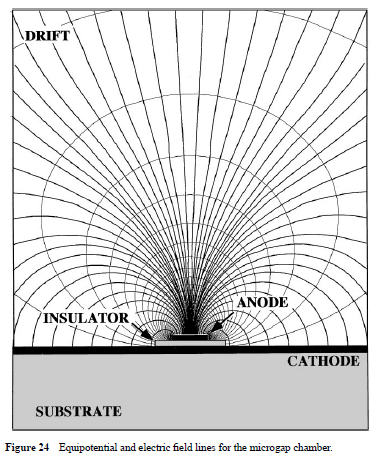 DRIFT
INSULATOR
ANODE
CATHODE
SUBSTRATE
Figure 24 Equipotential and electric field lines for the microgap chamber.